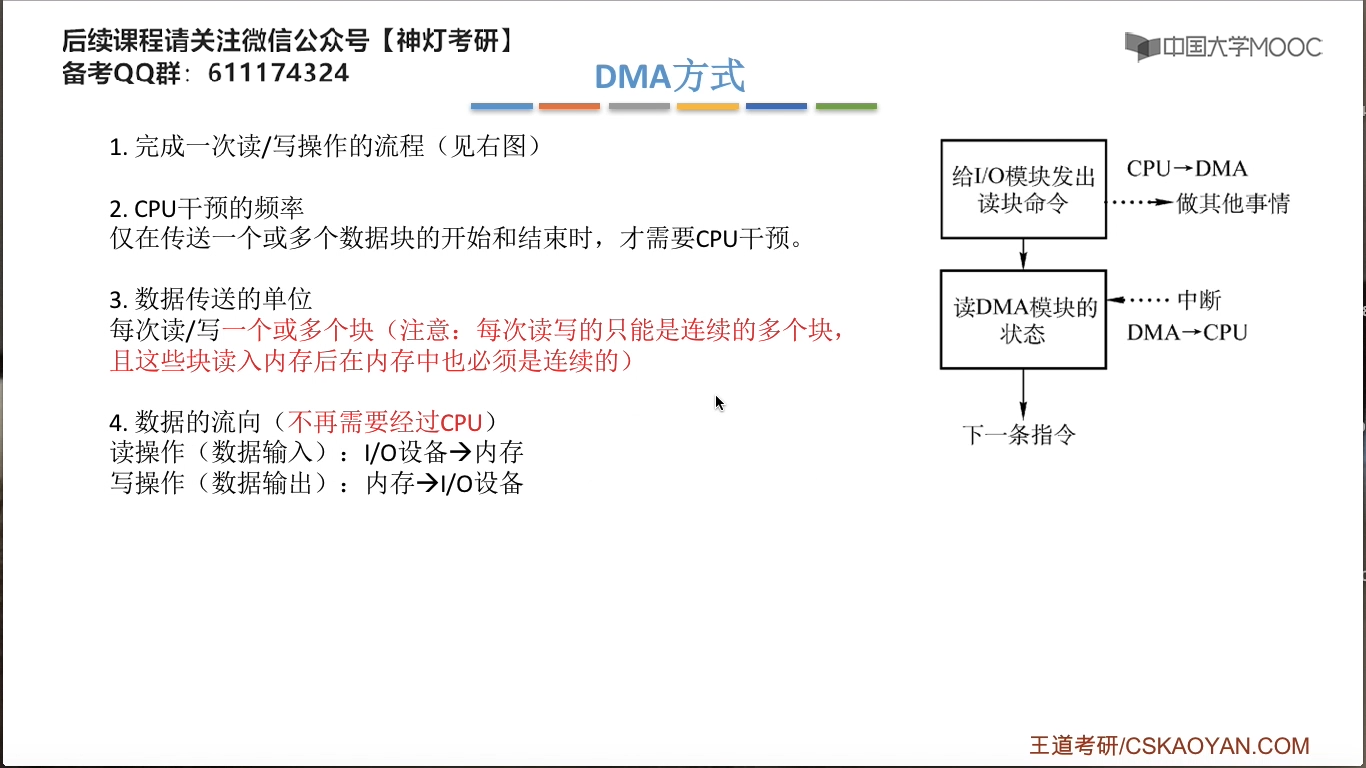 后续课程请关注微信公众号【神灯考研】
备考QQ群：611174324
中国大学MOOC
DMA方式
1. 完成一次读/写操作的流程（见右图）
2. CPU干预的频率
仅在传送一个或多个数据块的开始和结束时，才需要CPU干预。
3. 数据传送的单位
每次读/写一个或多个块（注意：每次读写的只能是连续的多个块，
且这些块读入内存后在内存中也必须是连续的）
4. 数据的流向（不再需要经过CPU）
读操作（数据输入）：I/O设备→内存
写操作（数据输出）：内存→I/O设备
给I/O模块发出
读块命令
CPU→DMA
做其他事情
读DMA模块的
状态
中断
DMA→CPU
下一条指令
王道考研/CSKAOYAN.COM